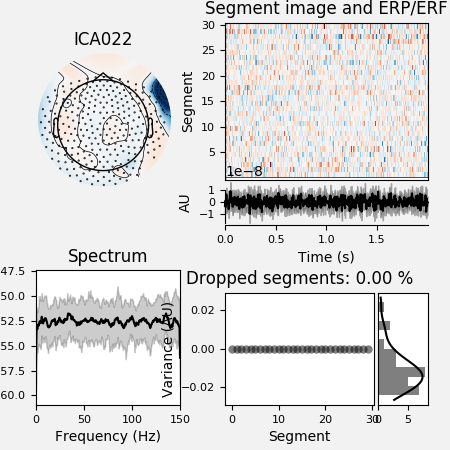 ICA022
Segment image and ERP/ERF
Segment
30
25
20
15
10
5
1e−8
AU
1
0
−1
0.0 0.5 1.0 1.5
Time (s)
Spectrum
47.5
50.0
52.5
55.0
57.5
60.0
0 50 100 150
Frequency (Hz)
Dropped segments: 0.00 %
Variance (AU)
0.02
0.00
−0.02
0 10 20 30
Segment
0 5